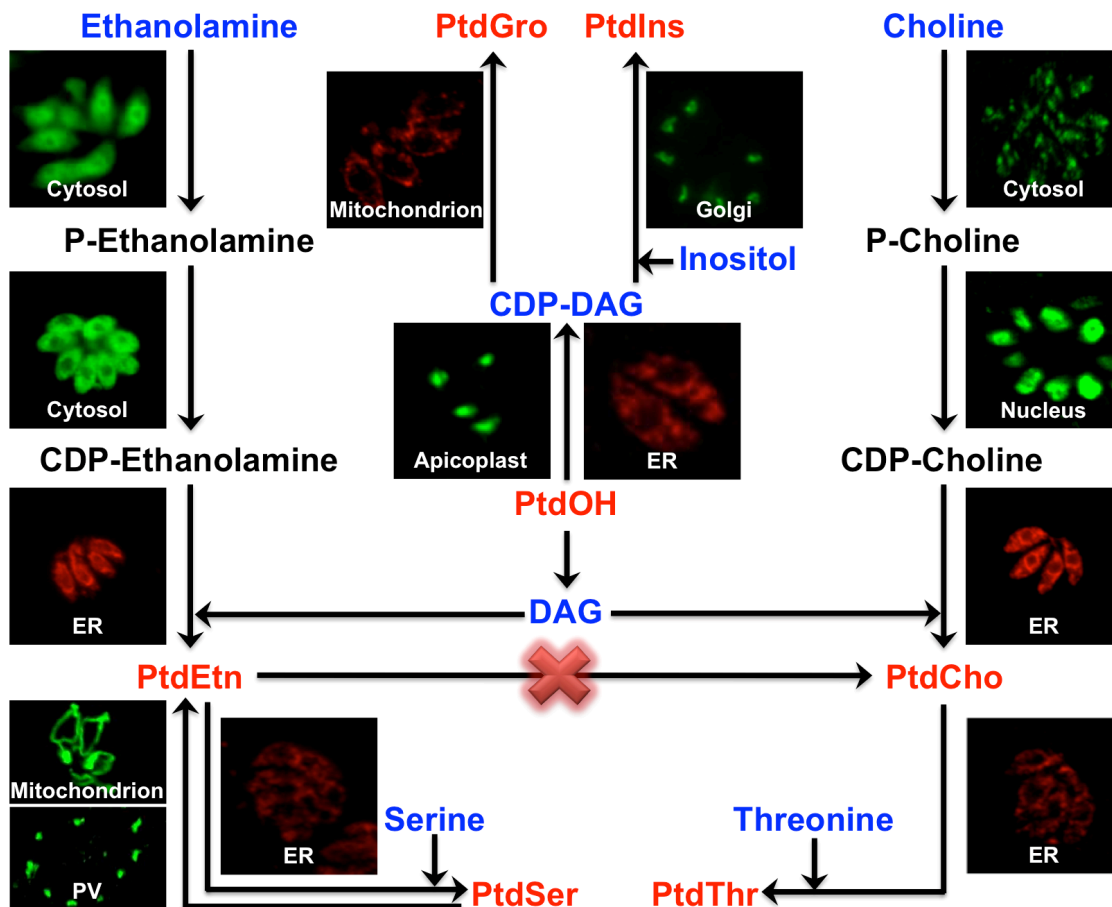 Ethanolamine
PtdGro
PtdIns
Choline
Cytosol
Mitochondrion
Golgi
Cytosol
P-Ethanolamine
Inositol
P-Choline
CDP-DAG
Cytosol
Apicoplast
ER
Nucleus
CDP-Ethanolamine
CDP-Choline
PtdOH
ER
DAG
ER
PtdEtn
PtdCho
Mitochondrion
Serine
Threonine
PV
ER
ER
PtdSer
PtdThr